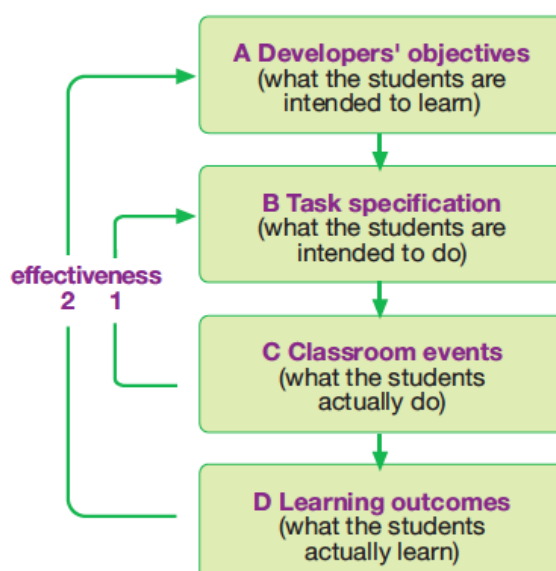 A Developers' objectives
(what the students are
intended to learn)
B Task specification
(what the students are
intended to do)
effectiveness
2 1
C Classroom events
(what the students
actually do)
D Learning outcomes
(what the students
actually learn)